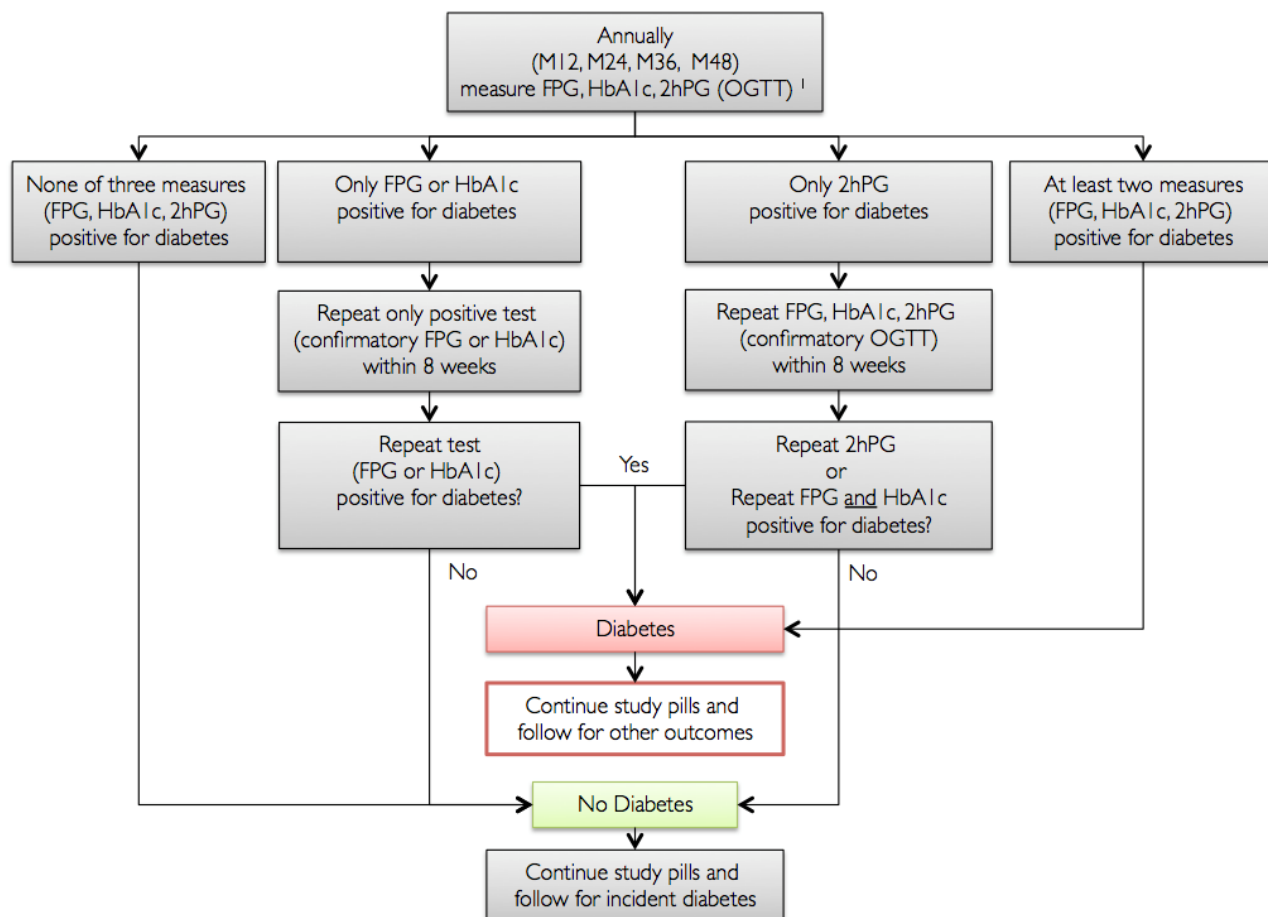 Annually
(M12, M24, M36, M48)
measure FPG, HbA1c, 2hPG (OGTT) 1
None of three measures
(FPG, HbA1c, 2hPG)
positive for diabetes
Only FPG or HbA1c
positive for diabetes
Only 2hPG
positive for diabetes
At least two measures
(FPG, HbA1c, 2hPG)
positive for diabetes
Repeat only positive test
(confirmatory FPG or HbA1c)
within 8 weeks
Repeat FPG, HbA1c, 2hPG
(confirmatory OGTT)
within 8 weeks
Repeat test
(FPG or HbA1c)
positive for diabetes?
Yes
Repeat 2hPG
or
Repeat FPG and HbA1c
positive for diabetes?
No
No
Diabetes
Continue study pills and
follow for other outcomes
No Diabetes
Continue study pills and
follow for incident diabetes